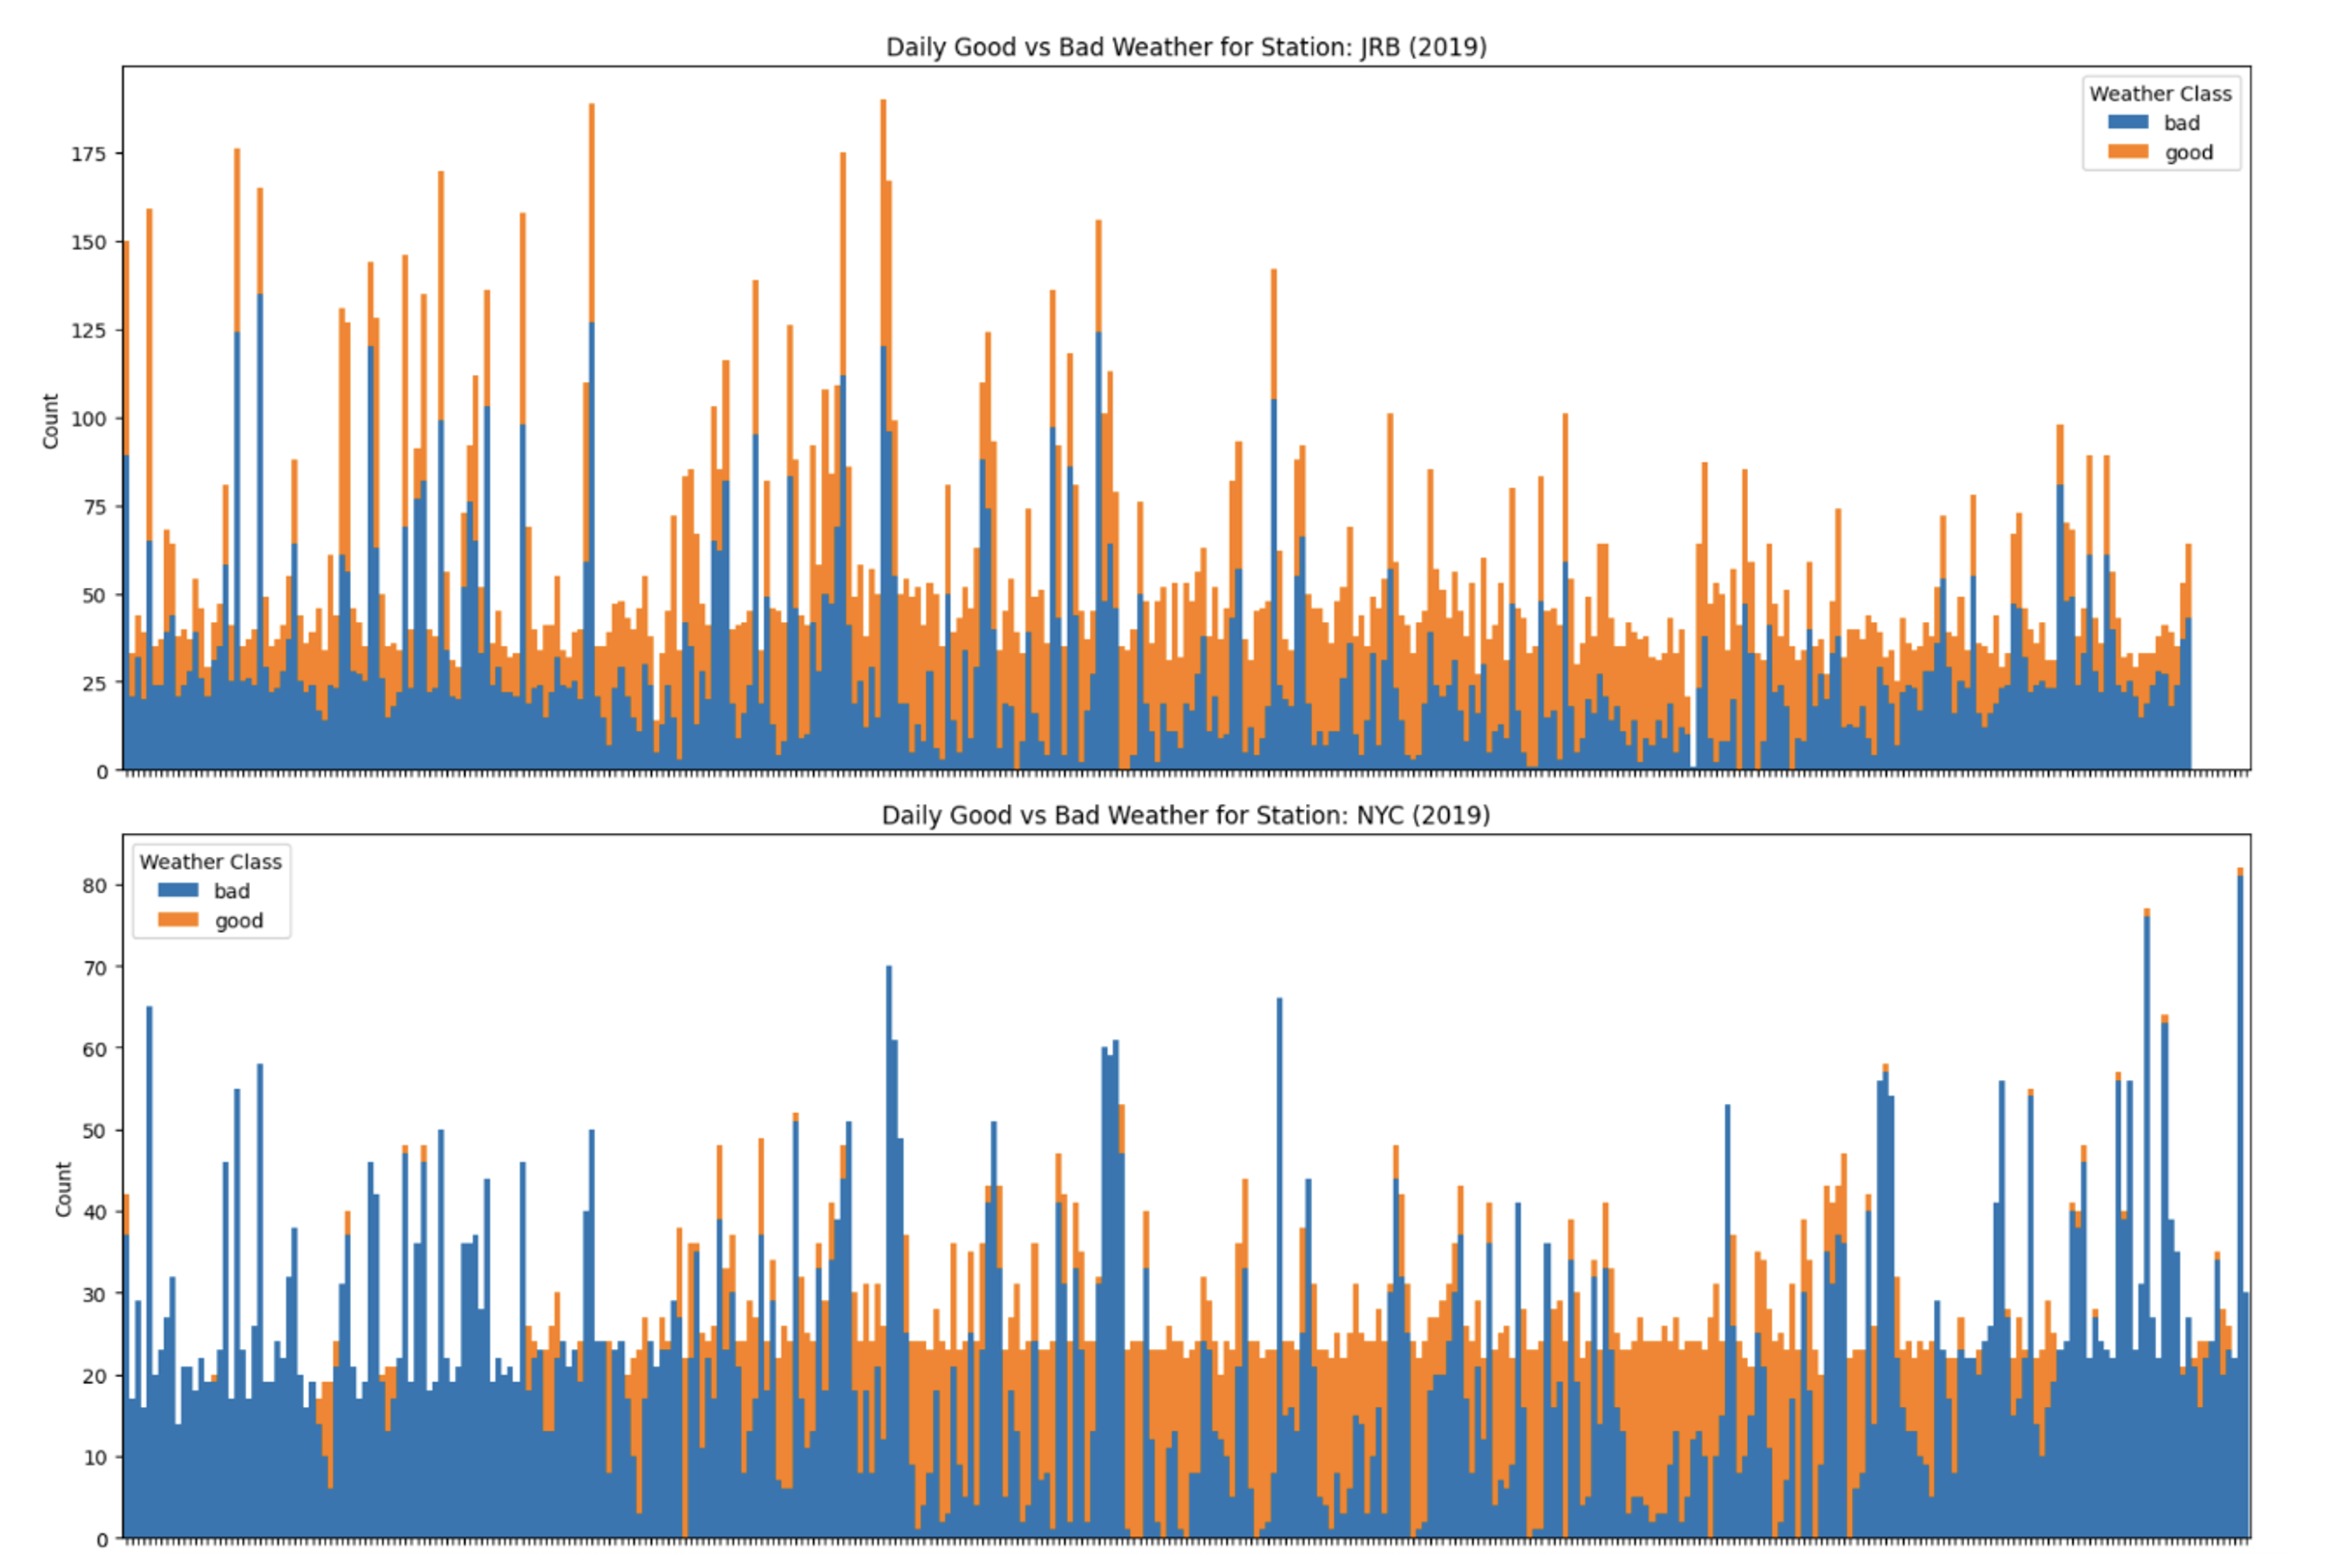 Daily Good vs Bad Weather for Station: JRB (2019)
Weather Class
bad
good
175
150
125
100
75
50
25
0
Count
Daily Good vs Bad Weather for Station: NYC (2019)
Weather Class
bad
good
80
70
60
50
40
30
20
10
0
Count